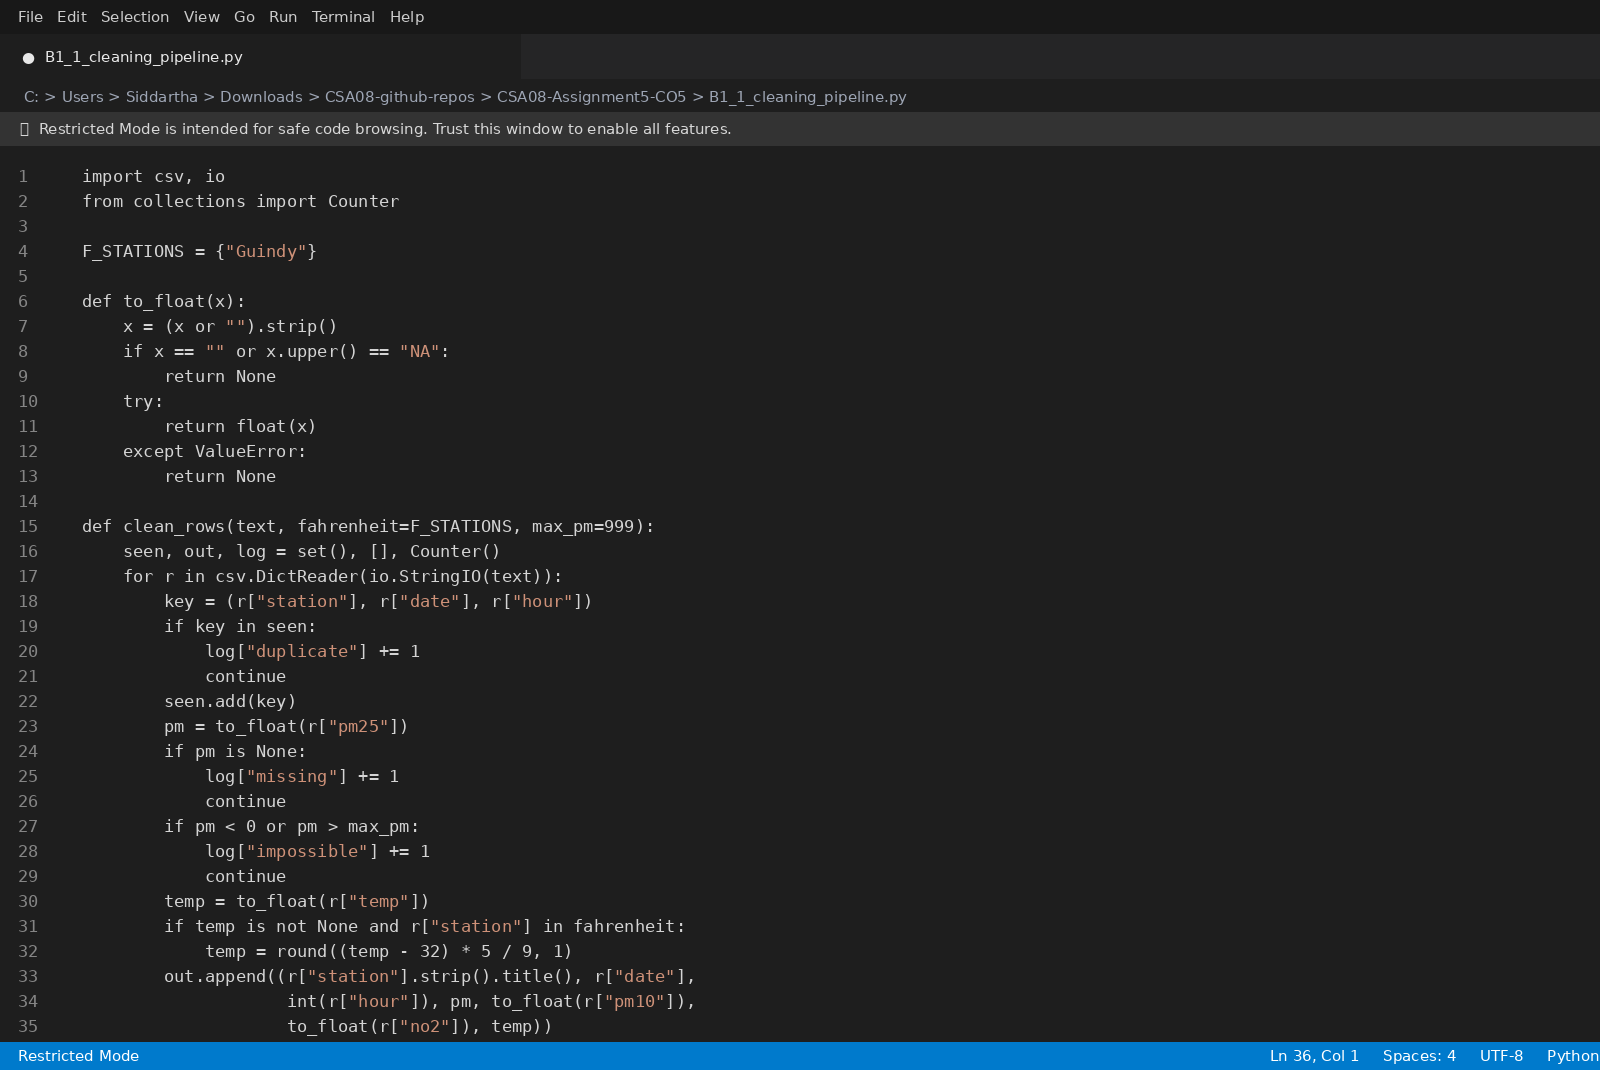 File Edit Selection View Go Run Terminal Help
● B1_1_cleaning_pipeline.py
C: > Users > Siddartha > Downloads > CSA08-github-repos > CSA08-Assignment5-CO5 > B1_1_cleaning_pipeline.py
Restricted Mode is intended for safe code browsing. Trust this window to enable all features.
1 import csv, io
2 from collections import Counter
3
4 F_STATIONS = {"Guindy"}
5
6 def to_float(x):
7     x = (x or "").strip()
8     if x == "" or x.upper() == "NA":
9         return None
10     try:
11         return float(x)
12     except ValueError:
13         return None
14
15 def clean_rows(text, fahrenheit=F_STATIONS, max_pm=999):
16     seen, out, log = set(), [], Counter()
17     for r in csv.DictReader(io.StringIO(text)):
18         key = (r["station"], r["date"], r["hour"])
19         if key in seen:
20             log["duplicate"] += 1
21             continue
22         seen.add(key)
23         pm = to_float(r["pm25"])
24         if pm is None:
25             log["missing"] += 1
26             continue
27         if pm < 0 or pm > max_pm:
28             log["impossible"] += 1
29             continue
30         temp = to_float(r["temp"])
31         if temp is not None and r["station"] in fahrenheit:
32             temp = round((temp - 32) * 5 / 9, 1)
33         out.append((r["station"].strip().title(), r["date"],
34                     int(r["hour"]), pm, to_float(r["pm10"]),
35                     to_float(r["no2"]), temp))
Restricted Mode Ln 36, Col 1 Spaces: 4 UTF-8 Python